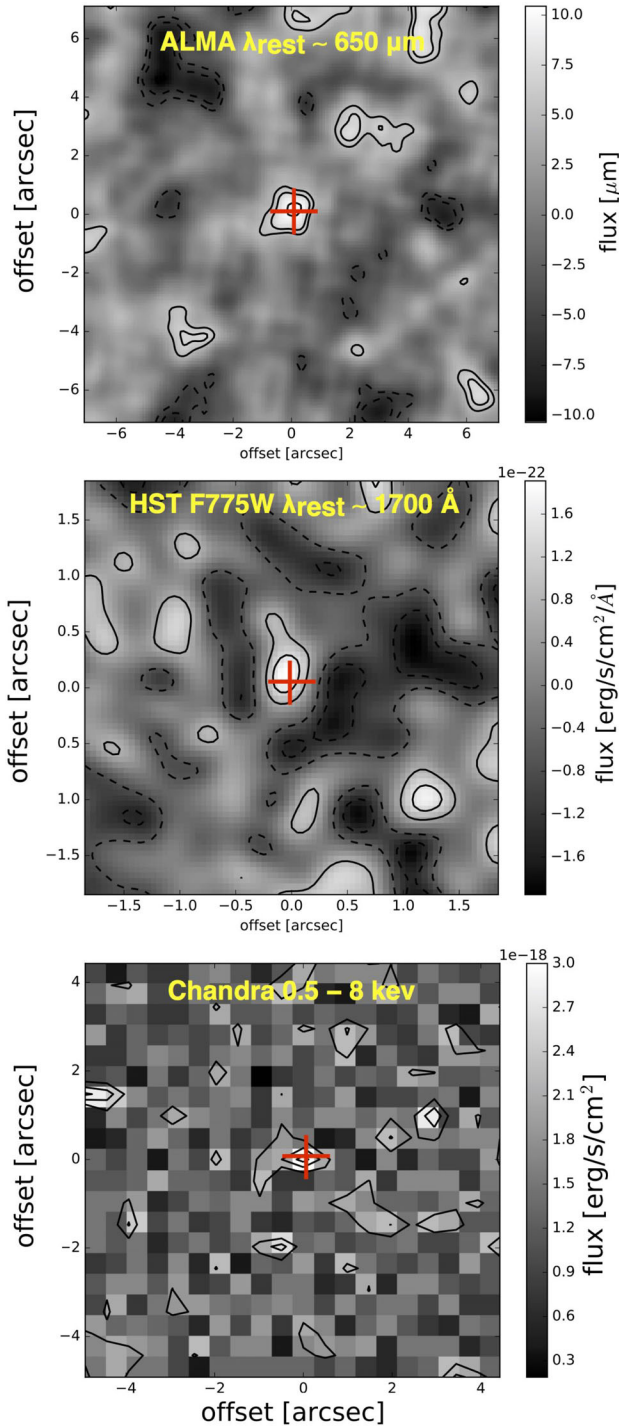 ALMA λrest ~ 650 μm
offset [arcsec]
6
4
2
0
−2
−4
−6
−6 −4 −2 0 2 4 6
offset [arcsec]
10.0
7.5
5.0
2.5
0.0
−2.5
−5.0
−7.5
−10.0
flux [μm]
HST F775W λrest ~ 1700 Å
offset [arcsec]
1.5
1.0
0.5
0.0
0.5
1.0
−1.5
−1.5 −1.0 −0.5 0.0 0.5 1.0 1.5
offset [arcsec]
1e−22
1.6
1.2
0.8
0.4
0.0
−0.4
−0.8
−1.2
−1.6
flux [erg/s/cm²/Å]
Chandra 0.5 – 8 kev
offset [arcsec]
4
2
0
−2
−4
−4 −2 0 2 4
offset [arcsec]
1e−18
3.0
2.7
2.4
2.1
1.8
1.5
1.2
0.9
0.6
0.3
flux [erg/s/cm²]